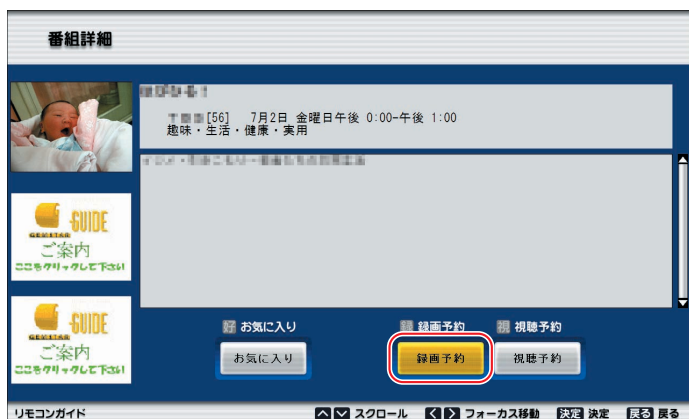 番組詳細
[56] 7月2日 金曜日午後 0:00-午後 1:00
趣味・生活・健康・実用
G-GUIDE
GEMSTAR
ご案内
ここをクリックして下さい
G-GUIDE
GEMSTAR
ご案内
ここをクリックして下さい
好 お気に入り 録 録画予約 視 視聴予約
お気に入り 録画予約 視聴予約
リモコンガイド スクロール フォーカス移動 決定 決定 戻る 戻る